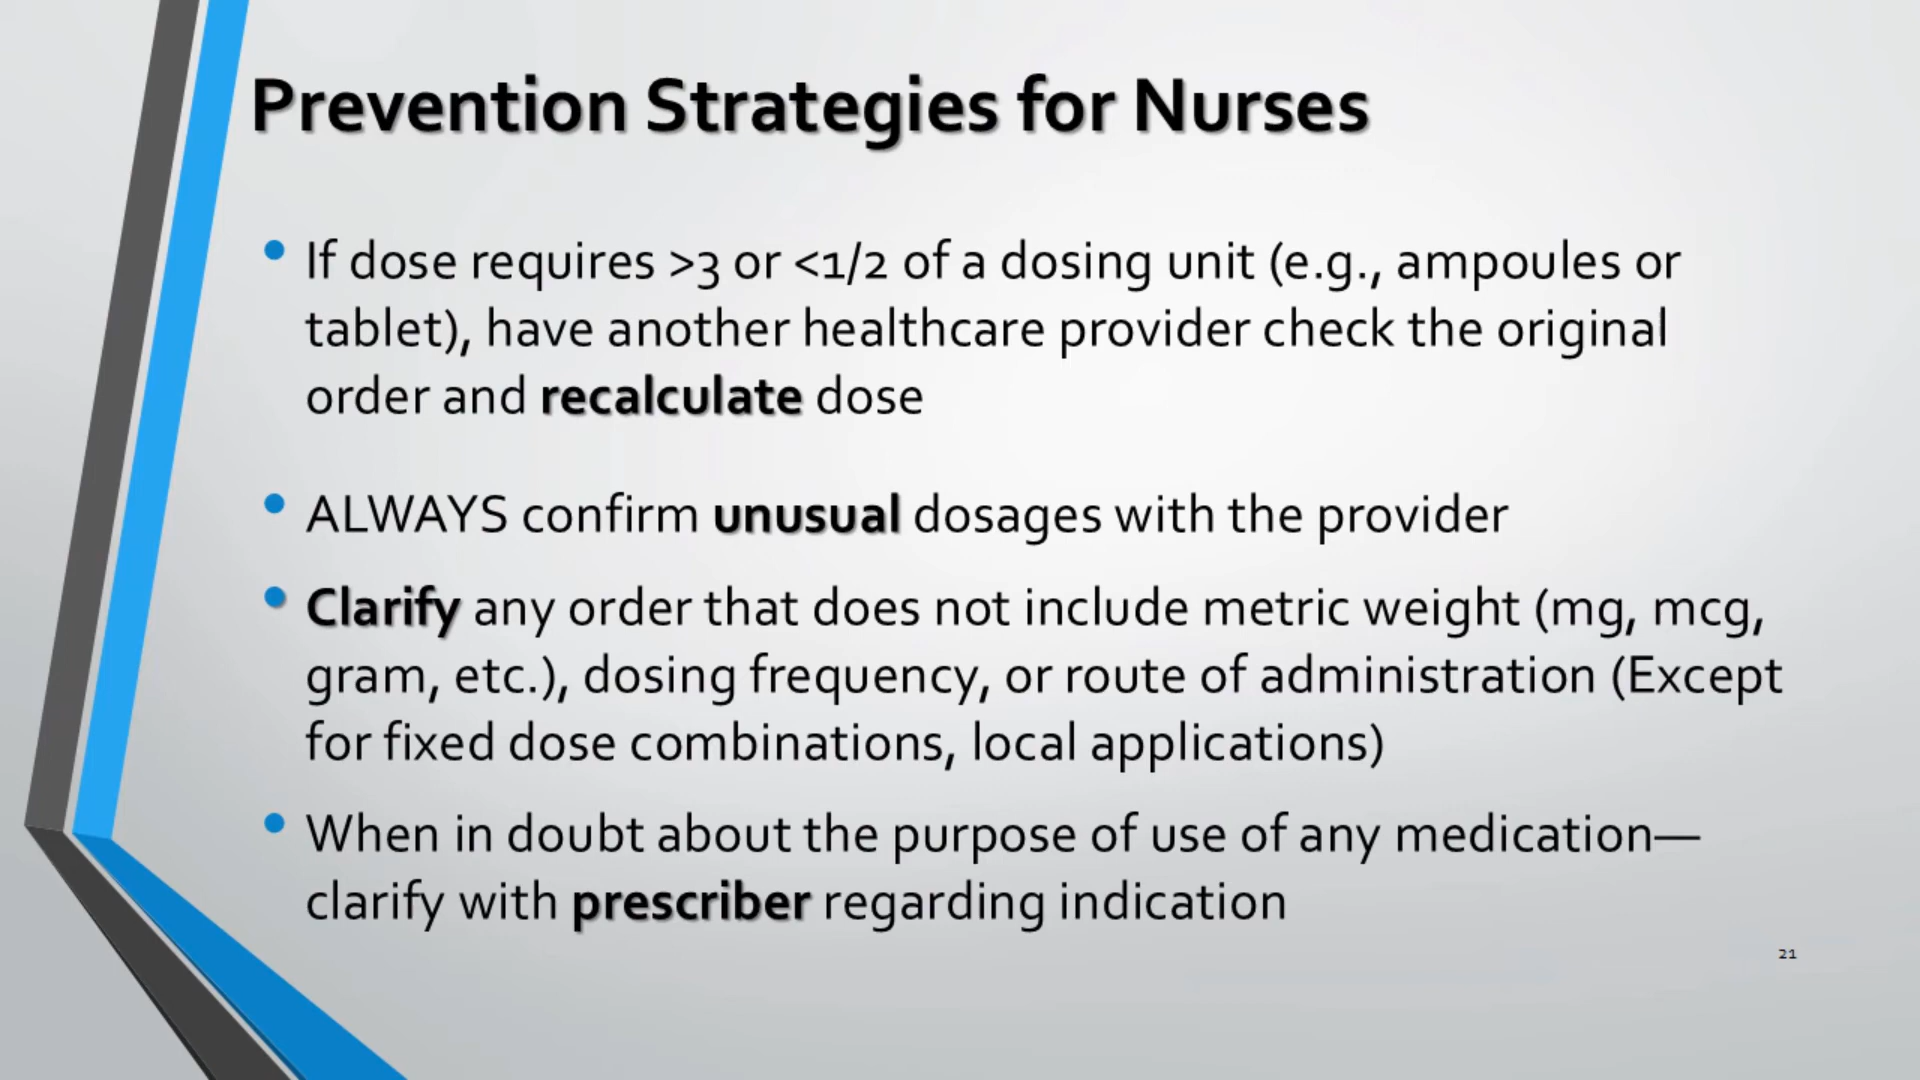 Prevention Strategies for Nurses
• If dose requires >3 or <1/2 of a dosing unit (e.g., ampoules or
tablet), have another healthcare provider check the original
order and recalculate dose
• ALWAYS confirm unusual dosages with the provider
• Clarify any order that does not include metric weight (mg, mcg,
gram, etc.), dosing frequency, or route of administration (Except
for fixed dose combinations, local applications)
• When in doubt about the purpose of use of any medication—
clarify with prescriber regarding indication
21